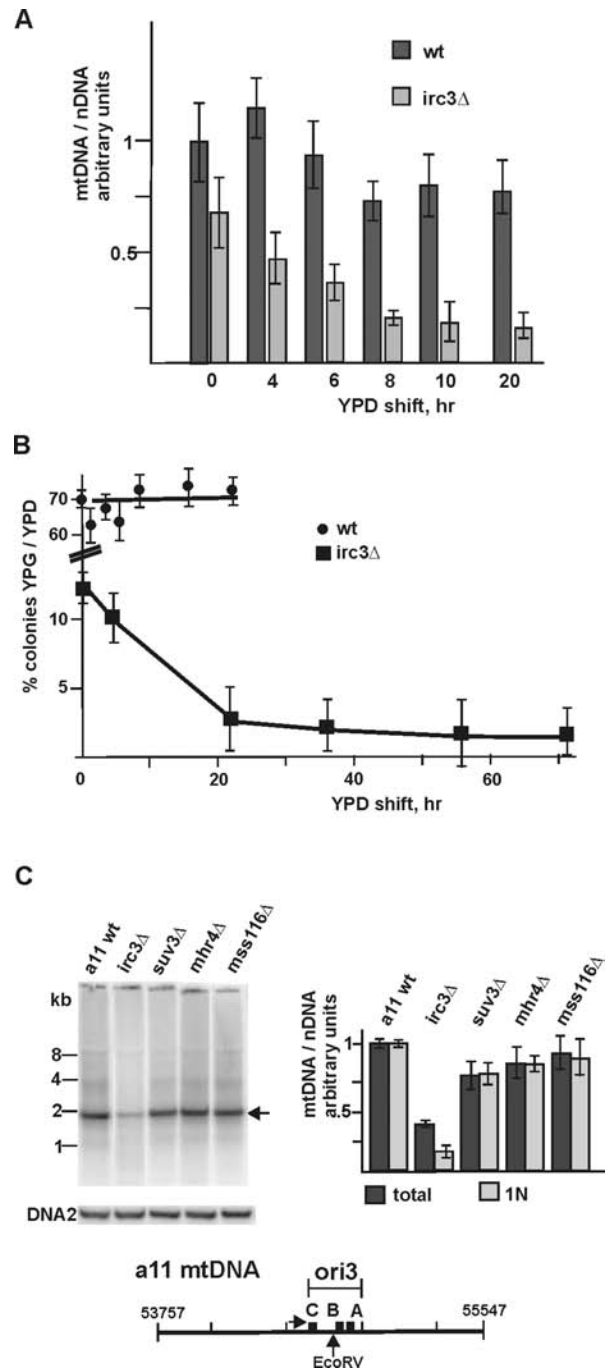 A
mtDNA / nDNA
arbitrary units
1
0.5
wt
irc3Δ
0 4 6 8 10 20
YPD shift, hr
B
% colonies YPG / YPD
70
60
10
5
wt
irc3Δ
0 20 40 60
YPD shift, hr
C
a11 wt irc3Δ suv3Δ mhr4Δ mss116Δ
kb
8
4
2
1
DNA2
a11 wt irc3Δ suv3Δ mhr4Δ mss116Δ
mtDNA / nDNA
arbitrary units
1
.5
total 1N
a11 mtDNA
ori3
53757 C B A 55547
EcoRV